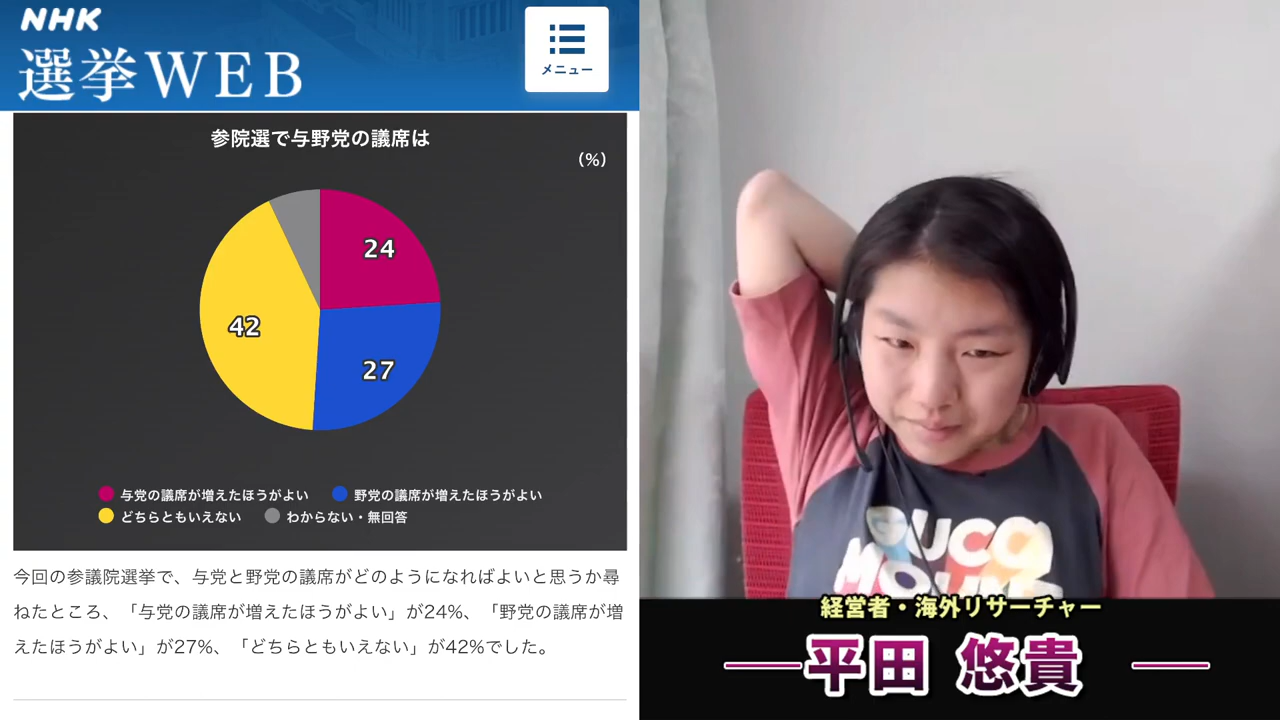 NHK
選挙WEB
メニュー
参院選で与野党の議席は
(%)
24
42
27
与党の議席が増えたほうがよい
野党の議席が増えたほうがよい
どちらともいえない
わからない・無回答
今回の参議院選挙で、与党と野党の議席がどのようになればよいと思うか尋
ねたところ、「与党の議席が増えたほうがよい」が24%、「野党の議席が増
えたほうがよい」が27%、「どちらともいえない」が42%でした。
経営者・海外リサーチャー
平田 悠貴